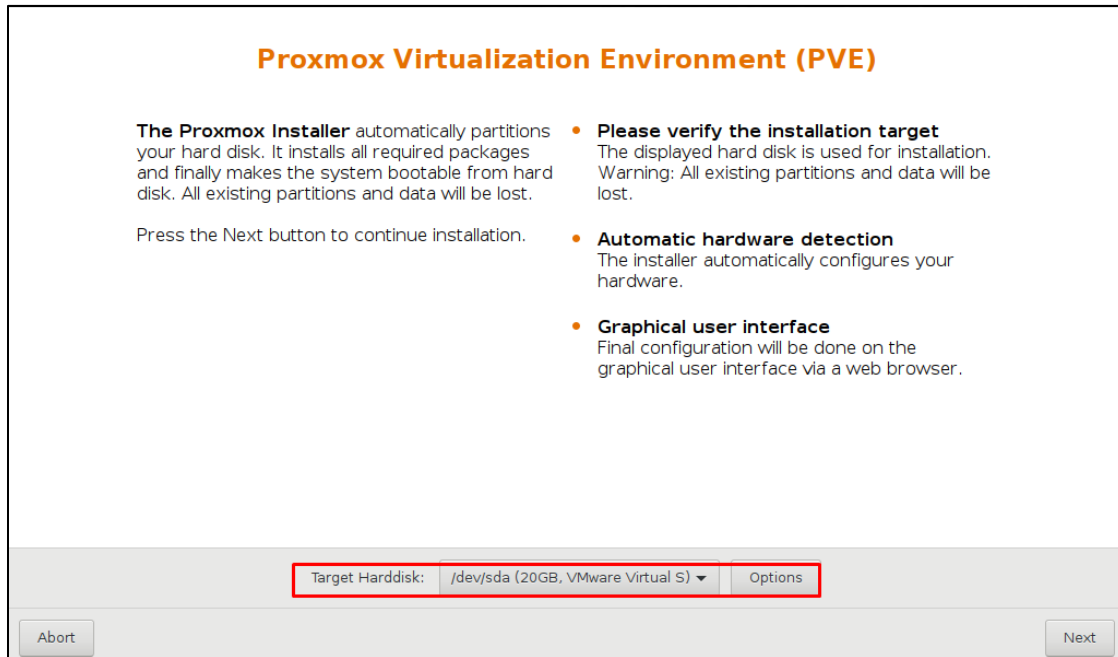 Proxmox Virtualization Environment (PVE)
The Proxmox Installer automatically partitions
your hard disk. It installs all required packages
and finally makes the system bootable from hard
disk. All existing partitions and data will be lost.
Press the Next button to continue installation.
Please verify the installation target
The displayed hard disk is used for installation.
Warning: All existing partitions and data will be
lost.
Automatic hardware detection
The installer automatically configures your
hardware.
Graphical user interface
Final configuration will be done on the
graphical user interface via a web browser.
Target Harddisk: /dev/sda (20GB, VMware Virtual S) Options
Abort Next